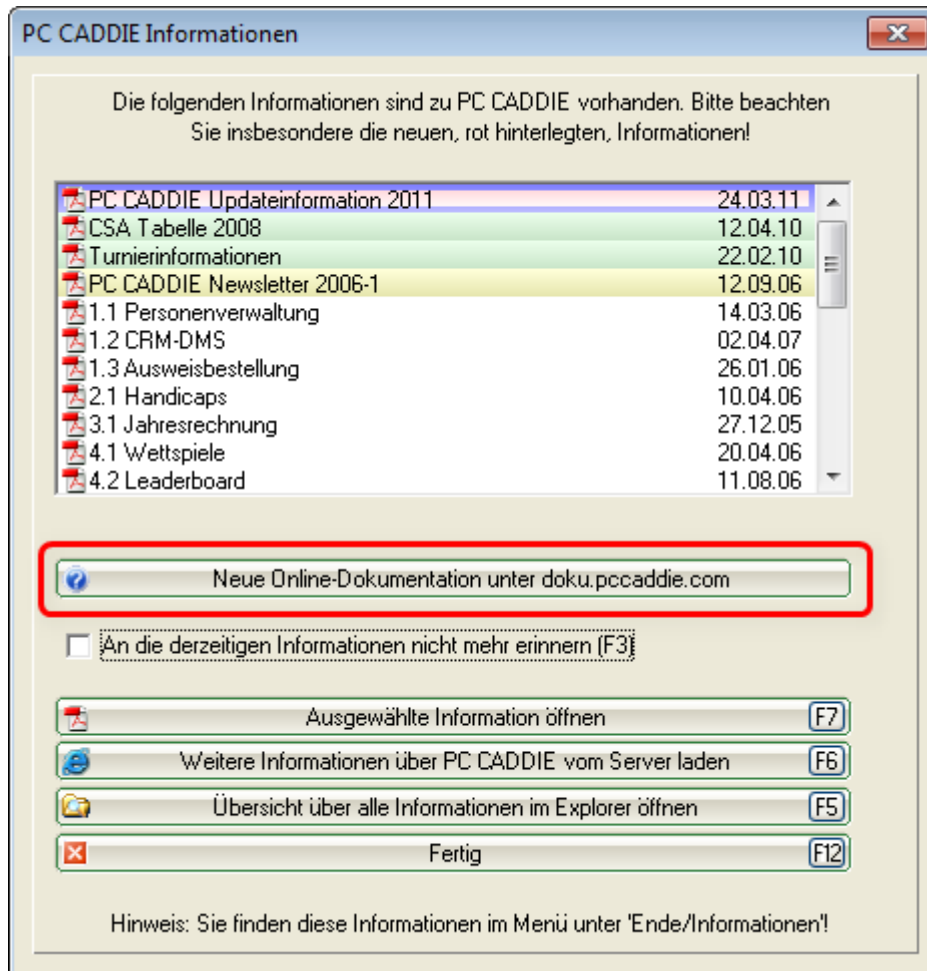 PC CADDIE Informationen
Die folgenden Informationen sind zu PC CADDIE vorhanden. Bitte beachten
Sie insbesondere die neuen, rot hinterlegten, Informationen!
PC CADDIE Updateinformation 2011 24.03.11
CSA Tabelle 2008 12.04.10
Turnierinformationen 22.02.10
PC CADDIE Newsletter 2006-1 12.09.06
1.1 Personenverwaltung 14.03.06
1.2 CRM-DMS 02.04.07
1.3 Ausweisbestellung 26.01.06
2.1 Handicaps 10.04.06
3.1 Jahresrechnung 27.12.05
4.1 Wettspiele 20.04.06
4.2 Leaderboard 11.08.06
Neue Online-Dokumentation unter doku.pccaddie.com
An die derzeitigen Informationen nicht mehr erinnern (F3)
Ausgewählte Information öffnen F7
Weitere Informationen über PC CADDIE vom Server laden F6
Übersicht über alle Informationen im Explorer öffnen F5
Fertig F12
Hinweis: Sie finden diese Informationen im Menü unter 'Ende/Informationen'!